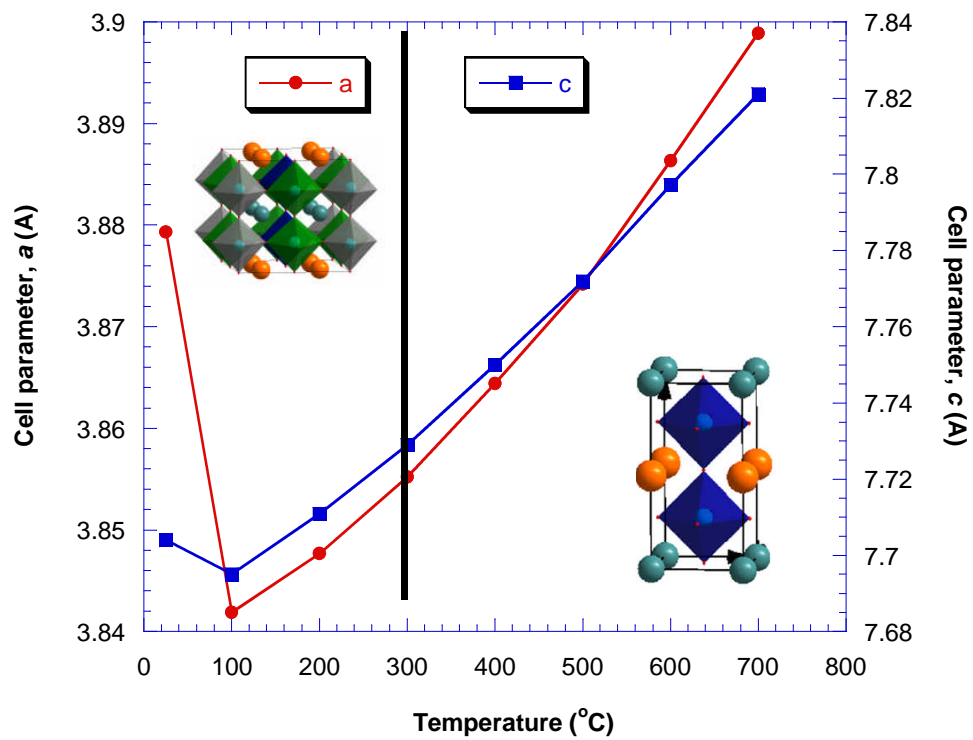 a
c
Cell parameter, a (A)
3.9
3.89
3.88
3.87
3.86
3.85
3.84
7.84
7.82
7.8
7.78
7.76
7.74
7.72
7.7
7.68
Cell parameter, c (A)
0 100 200 300 400 500 600 700 800
Temperature (°C)